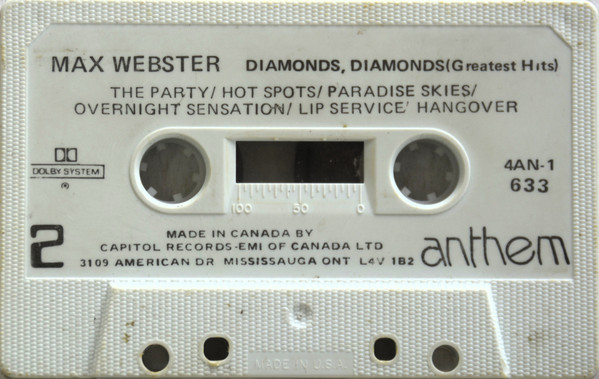 MAX WEBSTER DIAMONDS, DIAMONDS(Greatest Hits)
THE PARTY/ HOT SPOTS/ PARADISE SKIES/
OVERNIGHT SENSATION/ LIP SERVICE' HANGOVER
DOLBY SYSTEM
®
4AN-1
633
100 50 0
2
MADE IN CANADA BY
CAPITOL RECORDS-EMI OF CANADA LTD
3109 AMERICAN DR MISSISSAUGA ONT L4V 1B2
anthem
MADE IN U.S.A.